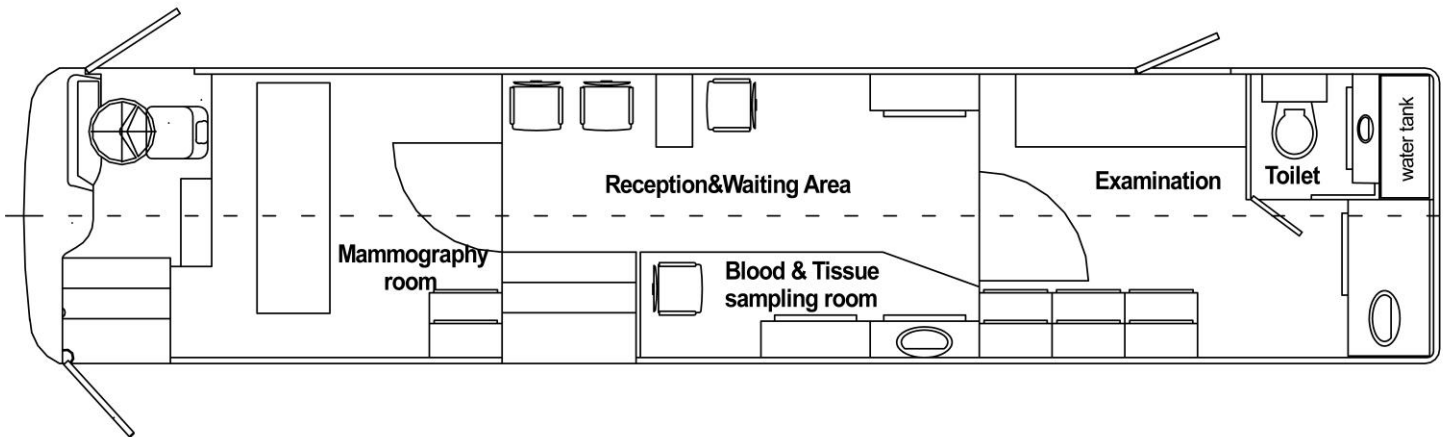 Mammography
room
Reception&Waiting Area
Blood & Tissue
sampling room
Examination
Toilet
water tank